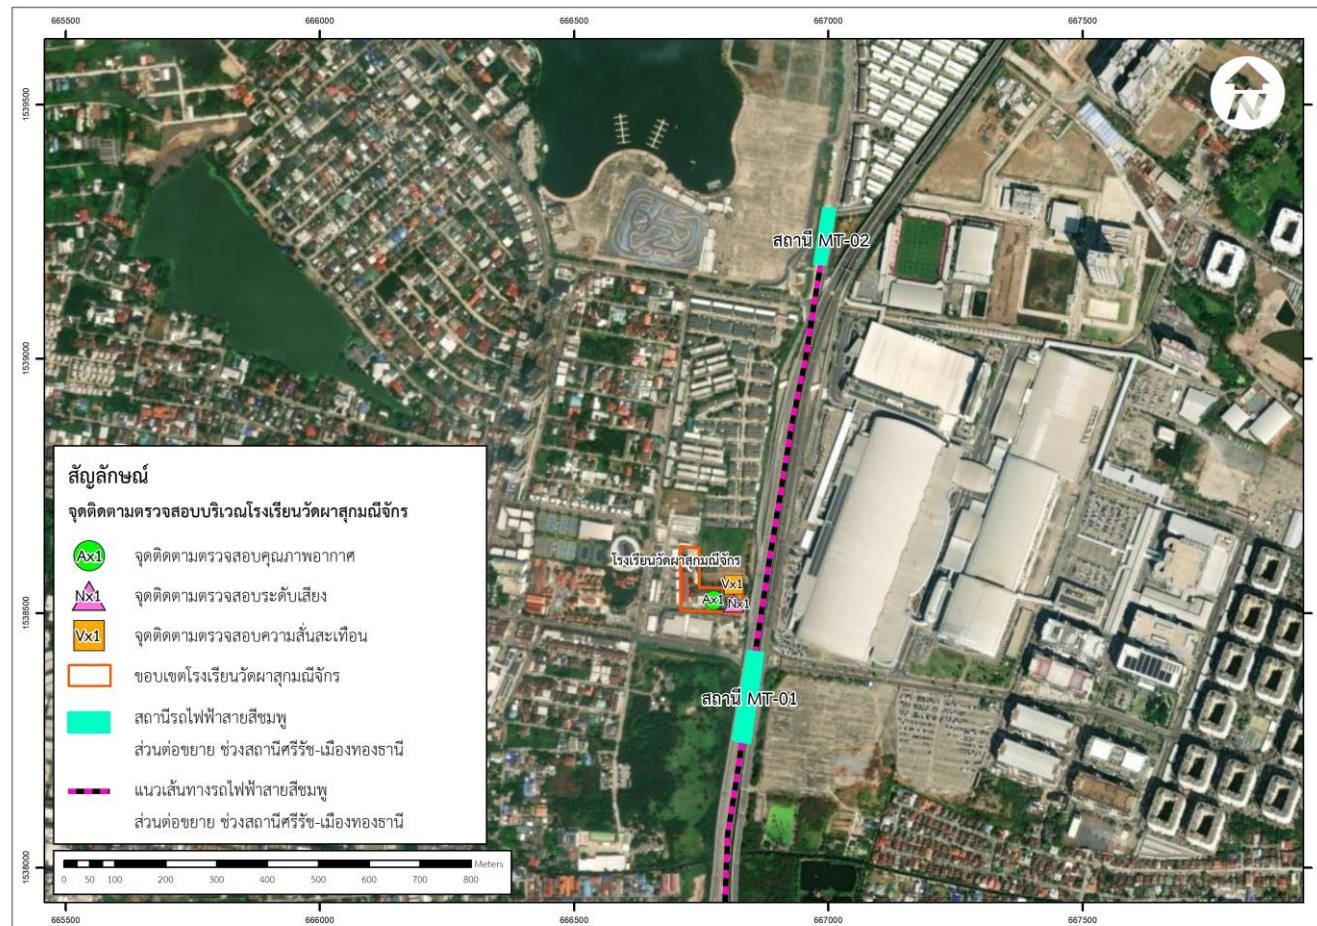 665500 666000 666500 667000 667500
1539500
1539000
1538500
1538000
N
สถานี MT-02
โรงเรียนวัดผาสุกมณีจักร
Vx1
Ax1
Nx1
สถานี MT-01
สัญลักษณ์
จุดติดตามตรวจสอบบริเวณโรงเรียนวัดผาสุกมณีจักร
Ax1 จุดติดตามตรวจสอบคุณภาพอากาศ
Nx1 จุดติดตามตรวจสอบระดับเสียง
Vx1 จุดติดตามตรวจสอบความสั่นสะเทือน
ขอบเขตโรงเรียนวัดผาสุกมณีจักร
สถานีรถไฟฟ้าสายสีชมพู
ส่วนต่อขยาย ช่วงสถานีศรีรัช-เมืองทองธานี
แนวเส้นทางรถไฟฟ้าสายสีชมพู
ส่วนต่อขยาย ช่วงสถานีศรีรัช-เมืองทองธานี
Meters
0 50 100 200 300 400 500 600 700 800
665500 666000 666500 667000 667500